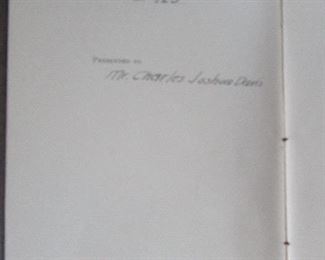 Presented to
Mr. Charles Joshua Davis